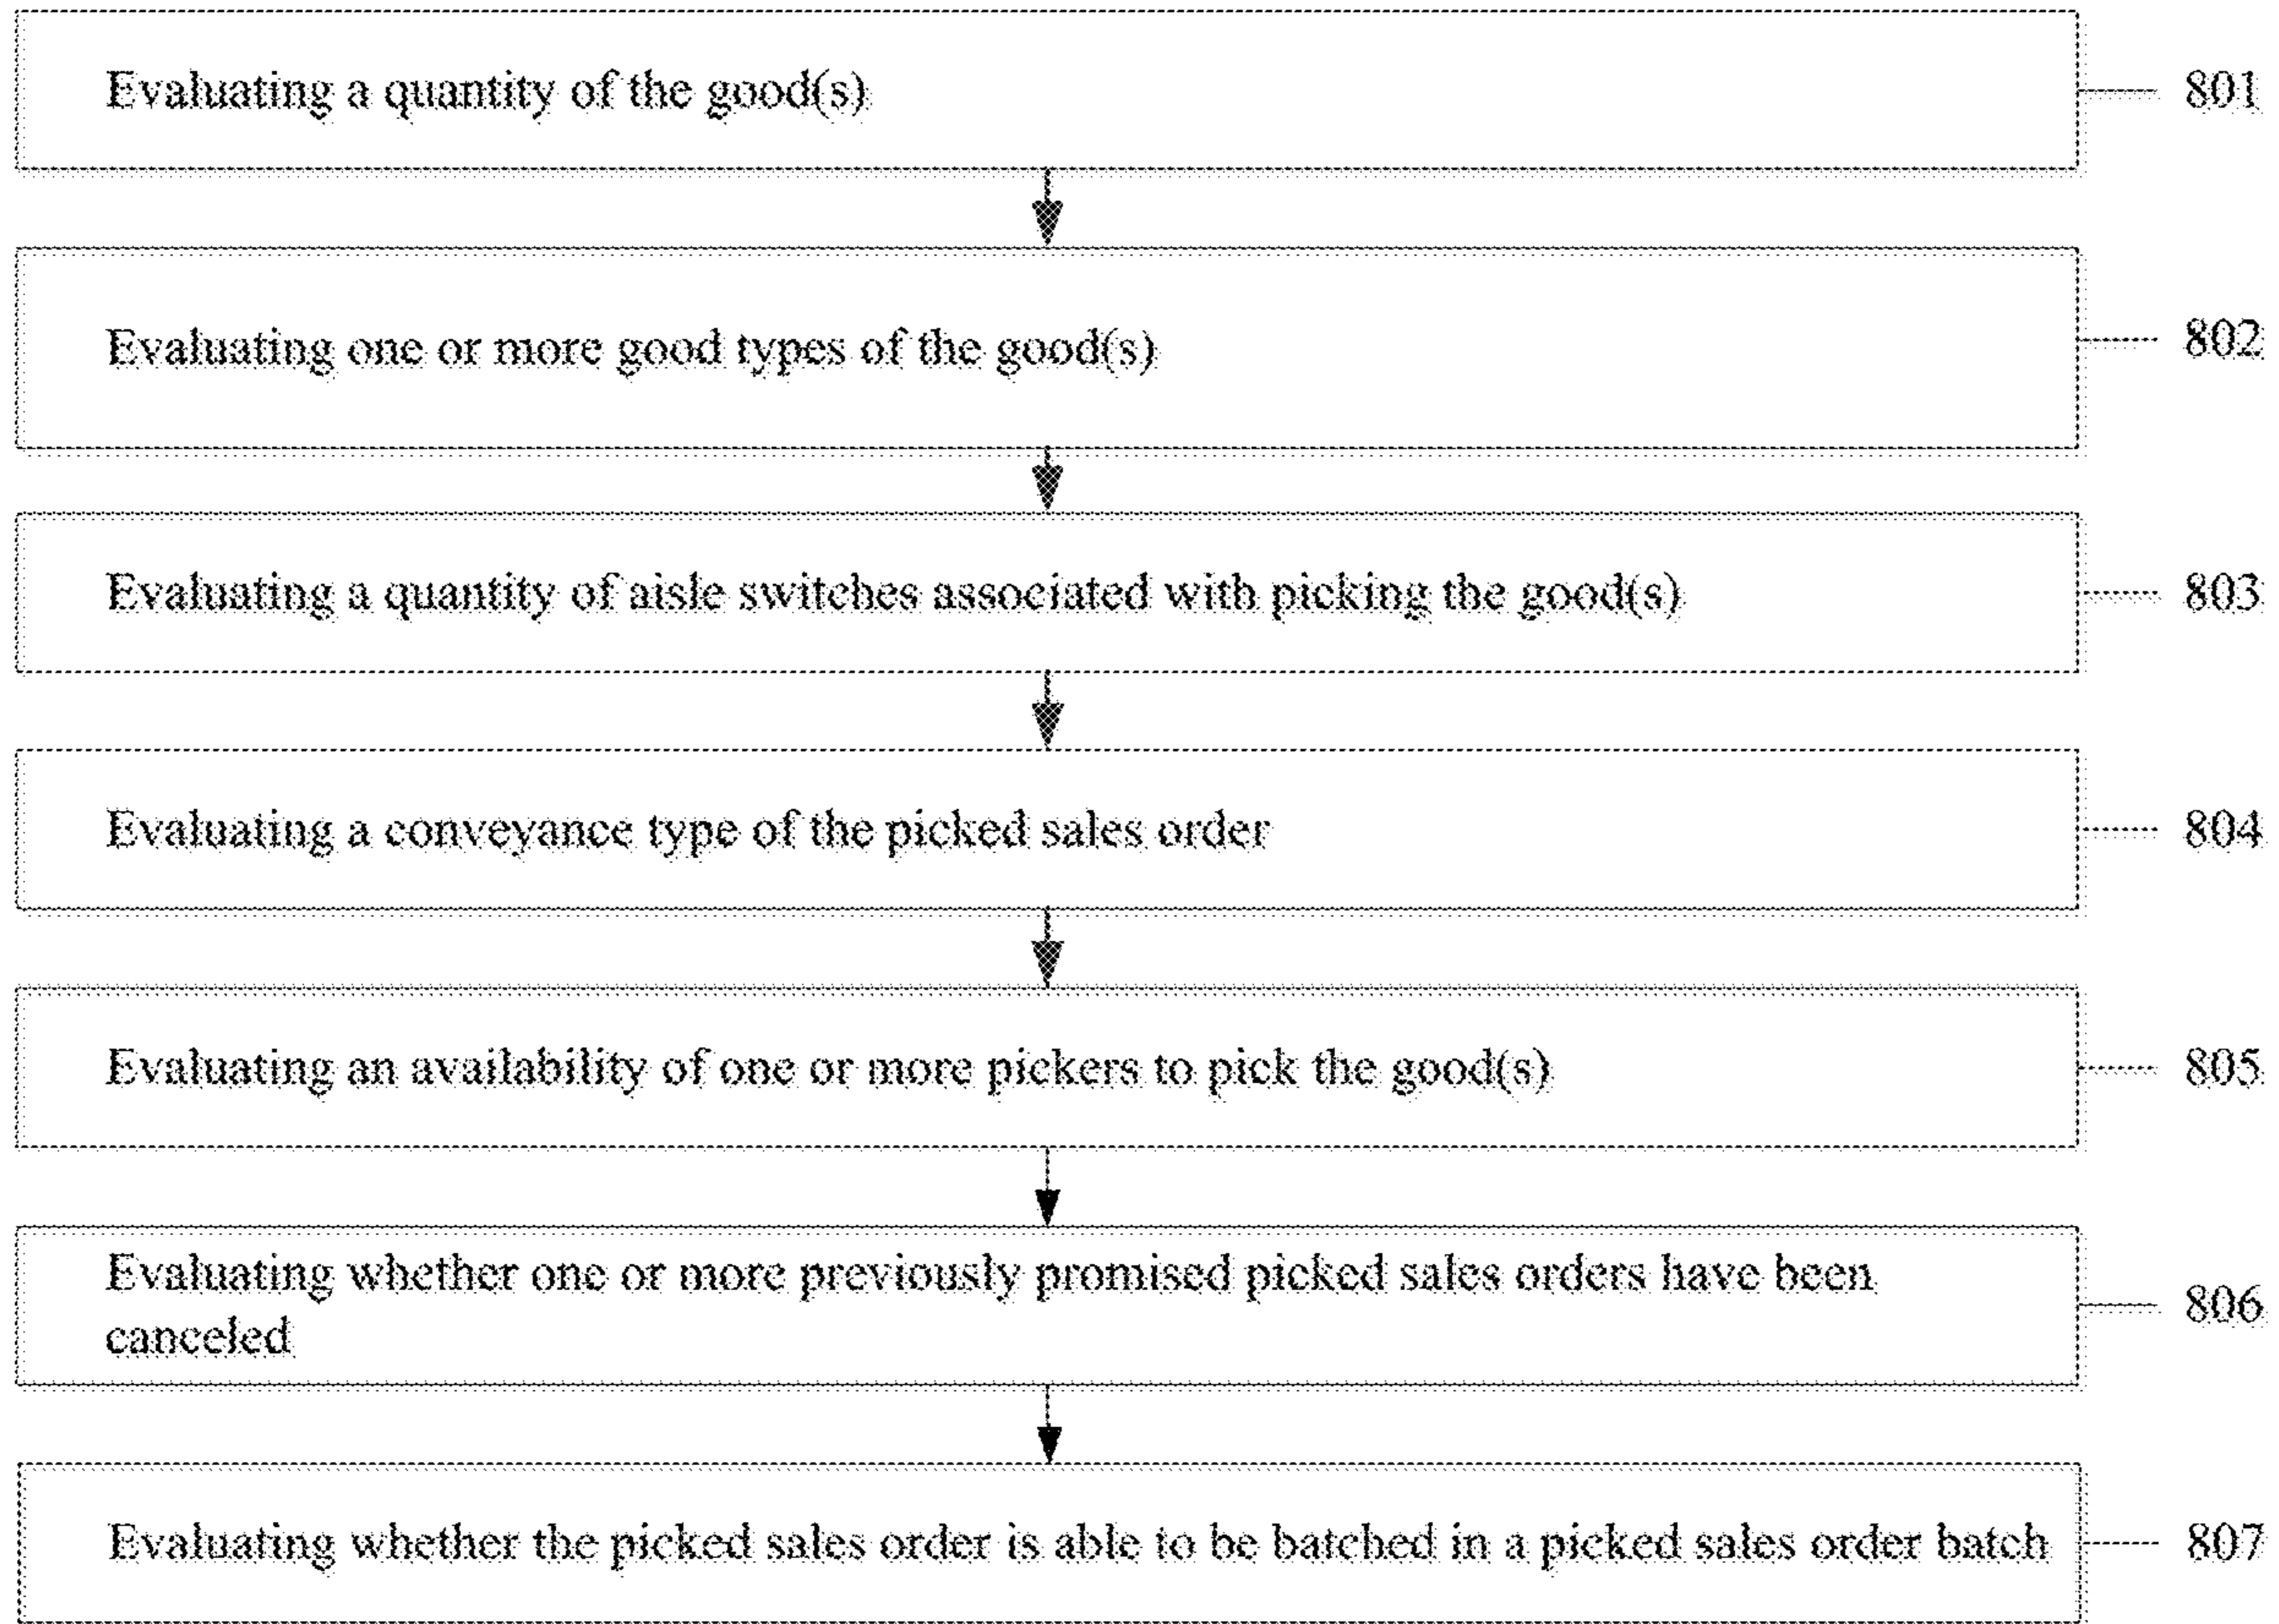 Evaluating a quantity of the good(s)
801
Evaluating one or more good types of the good(s)
802
Evaluating a quantity of aisle switches associated with picking the good(s)
803
Evaluating a conveyance type of the picked sales order
804
Evaluating an availability of one or more pickers to pick the good(s)
805
Evaluating whether one or more previously promised picked sales orders have been
canceled
806
Evaluating whether the picked sales order is able to be batched in a picked sales order batch
807